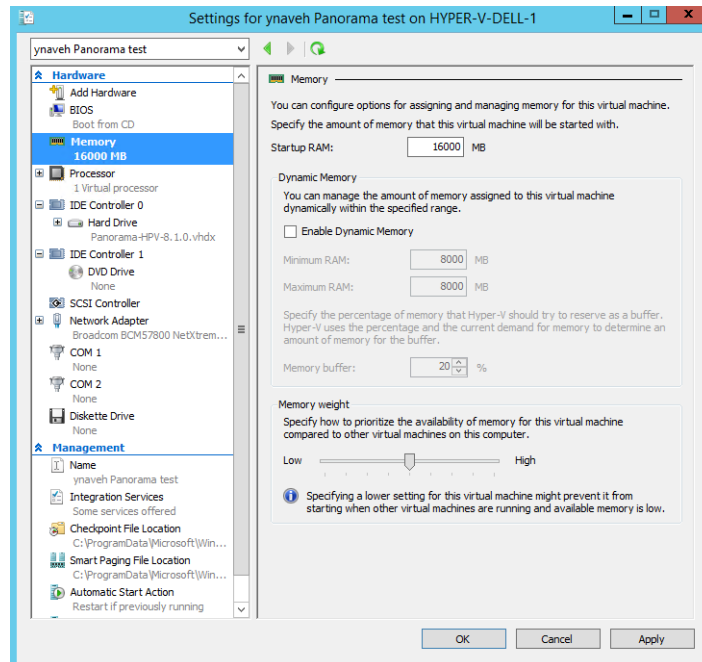 Settings for ynaveh Panorama test on HYPER-V-DELL-1
ynaveh Panorama test
Hardware
Add Hardware
BIOS
Boot from CD
Memory
16000 MB
Processor
1 Virtual processor
IDE Controller 0
Hard Drive
Panorama-HPV-8.1.0.vhdx
IDE Controller 1
DVD Drive
None
SCSI Controller
Network Adapter
Broadcom BCM57800 NetXtrem...
COM 1
None
COM 2
None
Diskette Drive
None
Management
Name
ynaveh Panorama test
Integration Services
Some services offered
Checkpoint File Location
C:\ProgramData\Microsoft\Win...
Smart Paging File Location
C:\ProgramData\Microsoft\Win...
Automatic Start Action
Restart if previously running
Memory
You can configure options for assigning and managing memory for this virtual machine.
Specify the amount of memory that this virtual machine will be started with.
Startup RAM: 16000 MB
Dynamic Memory
You can manage the amount of memory assigned to this virtual machine
dynamically within the specified range.
Enable Dynamic Memory
Minimum RAM: 8000 MB
Maximum RAM: 8000 MB
Specify the percentage of memory that Hyper-V should try to reserve as a buffer.
Hyper-V uses the percentage and the current demand for memory to determine an
amount of memory for the buffer.
Memory buffer: 20 %
Memory weight
Specify how to prioritize the availability of memory for this virtual machine
compared to other virtual machines on this computer.
Low High
Specifying a lower setting for this virtual machine might prevent it from
starting when other virtual machines are running and available memory is low.
OK Cancel Apply